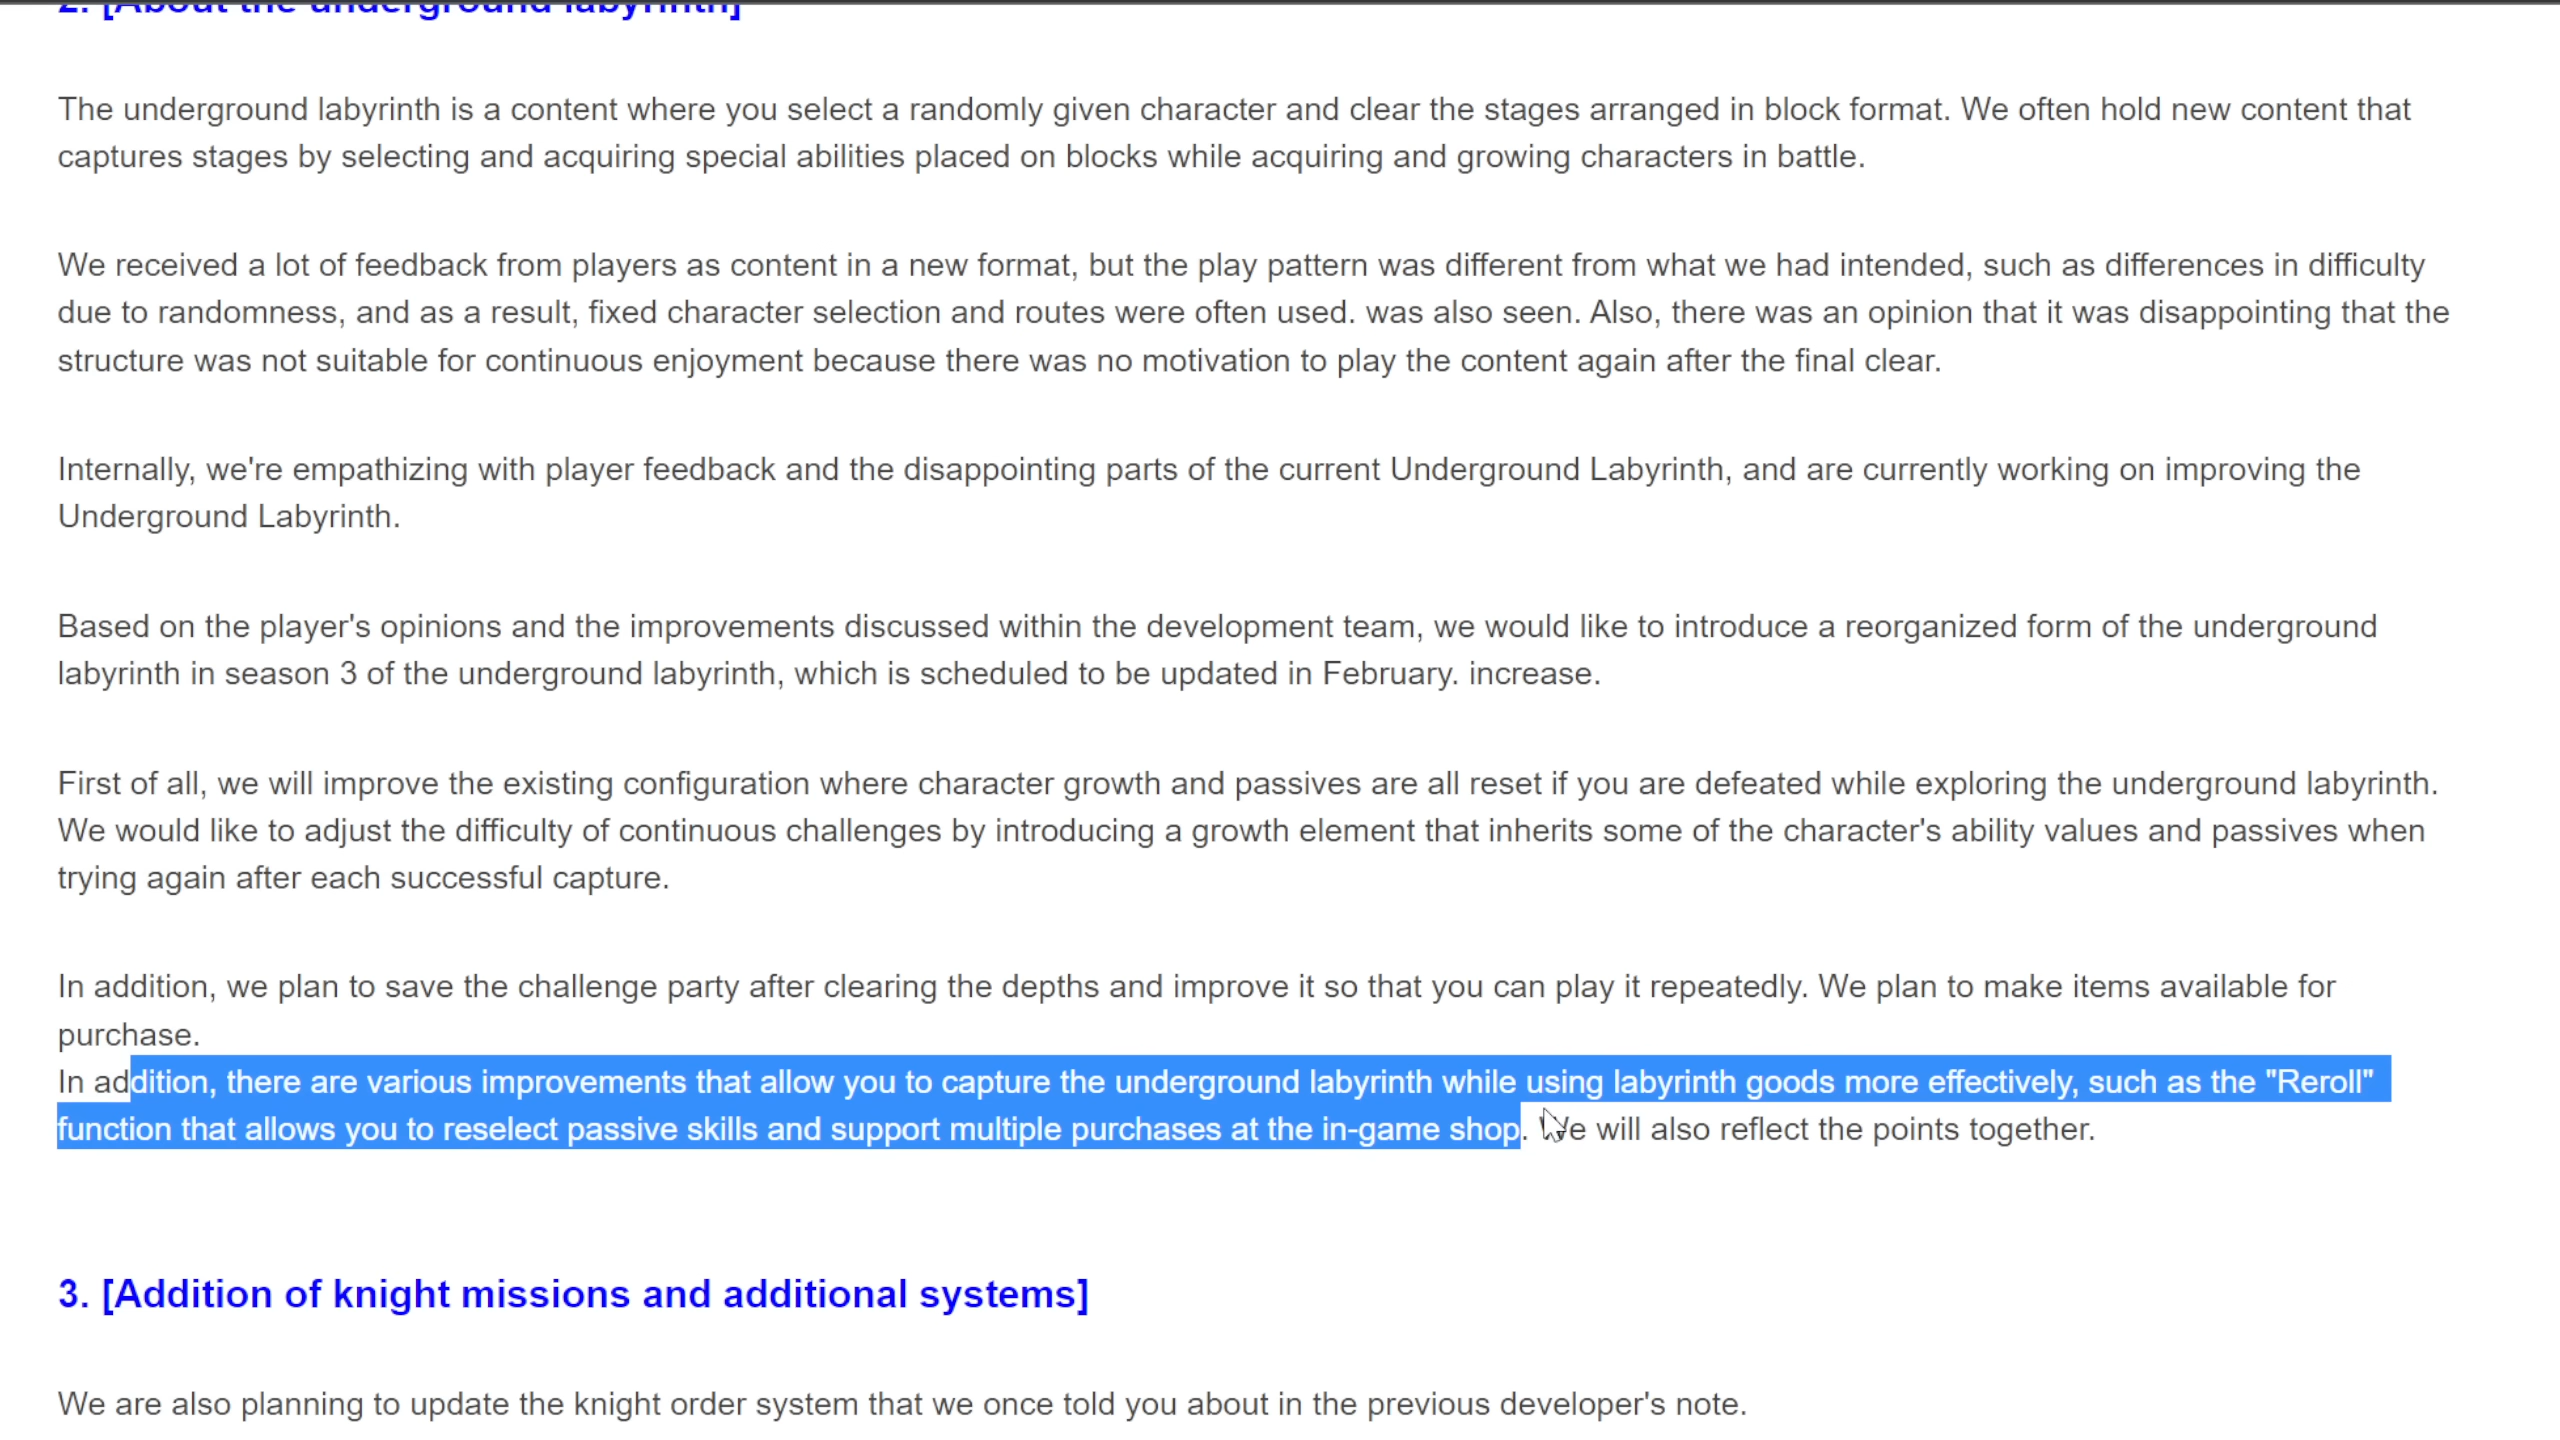 2. [About the underground labyrinth]
The underground labyrinth is a content where you select a randomly given character and clear the stages arranged in block format. We often hold new content that
captures stages by selecting and acquiring special abilities placed on blocks while acquiring and growing characters in battle.
We received a lot of feedback from players as content in a new format, but the play pattern was different from what we had intended, such as differences in difficulty
due to randomness, and as a result, fixed character selection and routes were often used. was also seen. Also, there was an opinion that it was disappointing that the
structure was not suitable for continuous enjoyment because there was no motivation to play the content again after the final clear.
Internally, we're empathizing with player feedback and the disappointing parts of the current Underground Labyrinth, and are currently working on improving the
Underground Labyrinth.
Based on the player's opinions and the improvements discussed within the development team, we would like to introduce a reorganized form of the underground
labyrinth in season 3 of the underground labyrinth, which is scheduled to be updated in February. increase.
First of all, we will improve the existing configuration where character growth and passives are all reset if you are defeated while exploring the underground labyrinth.
We would like to adjust the difficulty of continuous challenges by introducing a growth element that inherits some of the character's ability values and passives when
trying again after each successful capture.
In addition, we plan to save the challenge party after clearing the depths and improve it so that you can play it repeatedly. We plan to make items available for
purchase.
In addition, there are various improvements that allow you to capture the underground labyrinth while using labyrinth goods more effectively, such as the "Reroll"
function that allows you to reselect passive skills and support multiple purchases at the in-game shop. We will also reflect the points together.
3. [Addition of knight missions and additional systems]
We are also planning to update the knight order system that we once told you about in the previous developer's note.